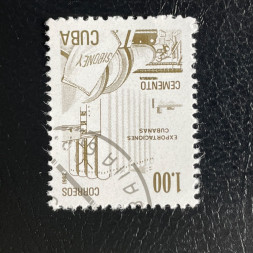 CORREOS
1.00
EXPORTACIONES
CUBANAS
CEMENTO
SIBONEY
CUBA